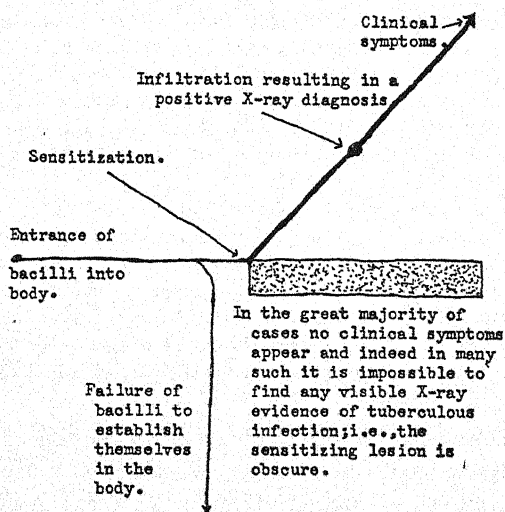 Clinical
symptoms.
Infiltration resulting in a
positive X-ray diagnosis
Sensitization.
Entrance of
bacilli into
body.
In the great majority of
cases no clinical symptoms
appear and indeed in many
such it is impossible to
find any visible X-ray
evidence of tuberculous
infection;i.e.,the
sensitizing lesion is
obscure.
Failure of
bacilli to
establish
themselves
in the
body.